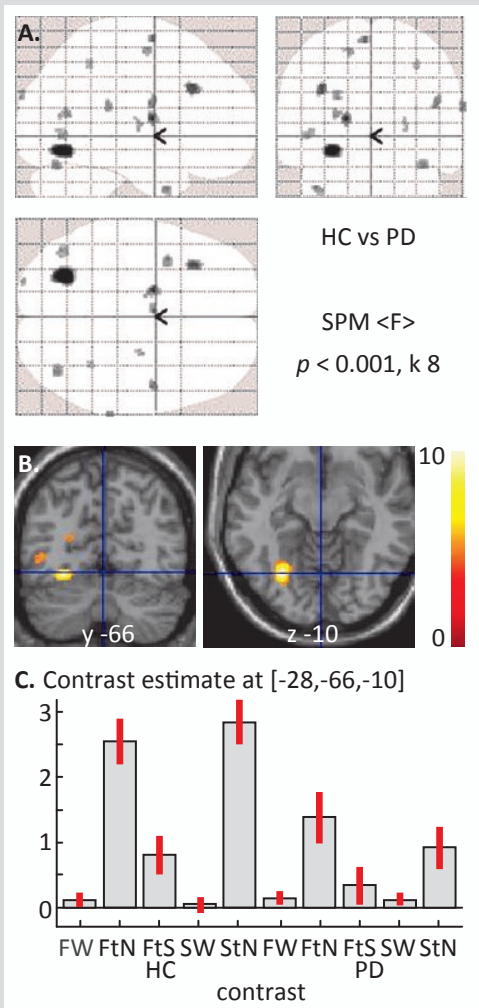 A.
HC vs PD
SPM <F>
p < 0.001, k 8
B.
10
0
y -66
z -10
C. Contrast estimate at [-28,-66,-10]
3
2
1
0
FW FtN FtS SW StN FW FtN FtS SW StN
HC PD
contrast